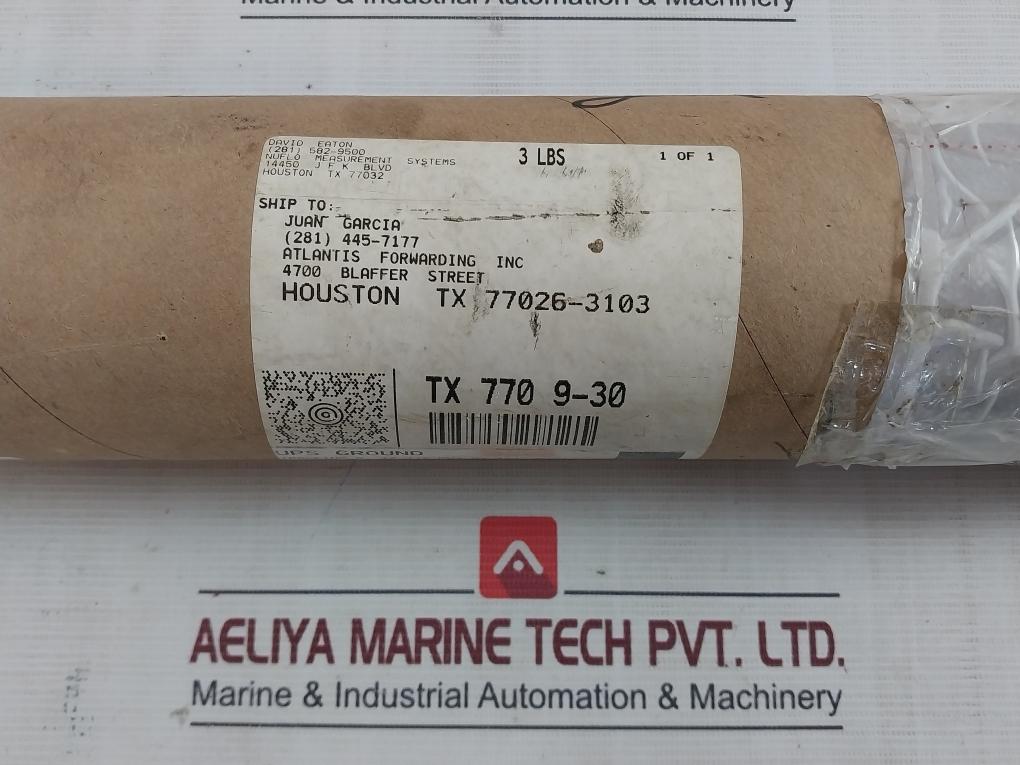 Marine & Industrial Automation & Machinery
DAVID EATON
(281) 582-9500
NUFLO MEASUREMENT SYSTEMS
14450 J F K BLVD
HOUSTON TX 77032
3 LBS
1 OF 1
SHIP TO:
JUAN GARCIA
(281) 445-7177
ATLANTIS FORWARDING INC
4700 BLAFFER STREET
HOUSTON TX 77026-3103
TX 770 9-30
UPS GROUND
AELIYA MARINE TECH PVT. LTD.
Marine & Industrial Automation & Machinery